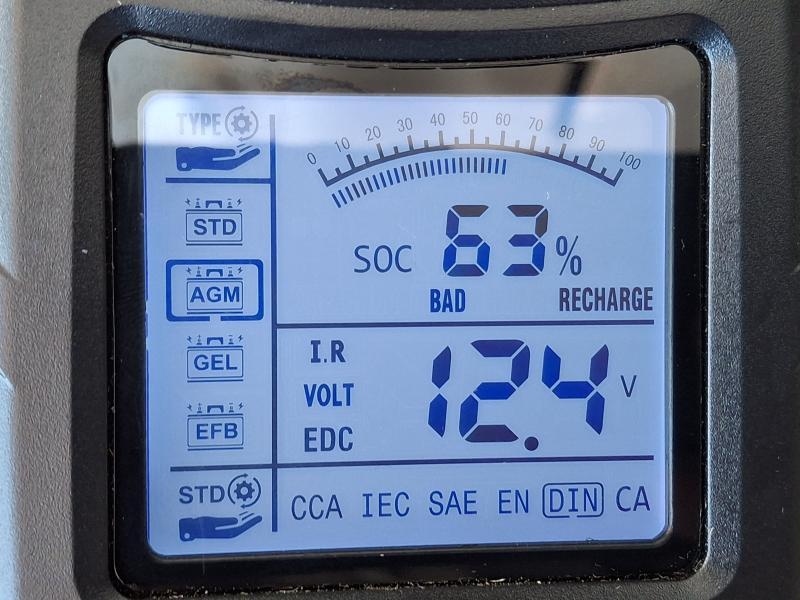 TYPE
0 10 20 30 40 50 60 70 80 90 100
STD
SOC 63 %
AGM
BAD RECHARGE
GEL
I.R
VOLT
EDC
12.4 V
EFB
STD
CCA IEC SAE EN DIN CA